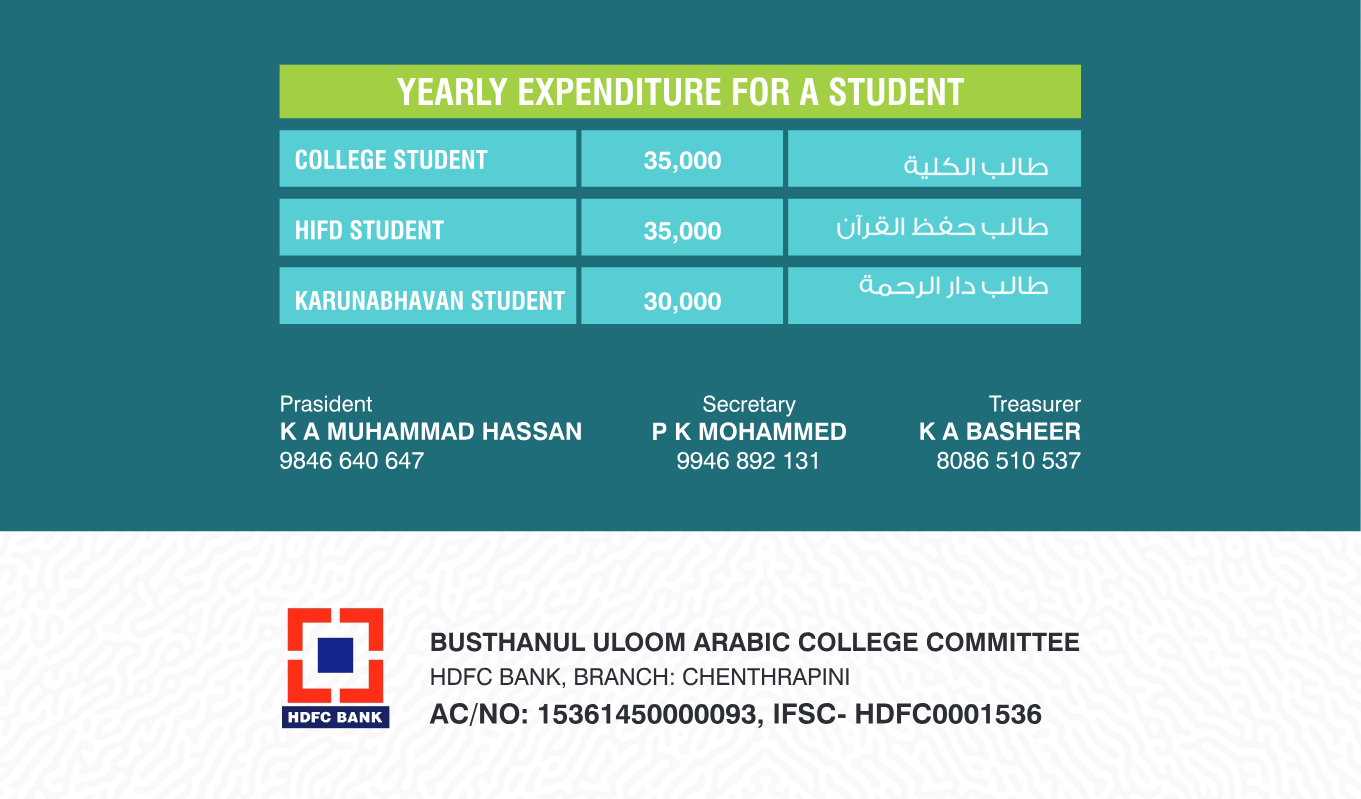 YEARLY EXPENDITURE FOR A STUDENT
COLLEGE STUDENT 35,000 طالب الكلية
HIFD STUDENT 35,000 طالب حفظ القرآن
KARUNABHAVAN STUDENT 30,000 طالب دار الرحمة
Prasident
K A MUHAMMAD HASSAN
9846 640 647
Secretary
P K MOHAMMED
9946 892 131
Treasurer
K A BASHEER
8086 510 537
HDFC BANK
BUSTHANUL ULOOM ARABIC COLLEGE COMMITTEE
HDFC BANK, BRANCH: CHENTHRAPINI
AC/NO: 15361450000093, IFSC- HDFC0001536